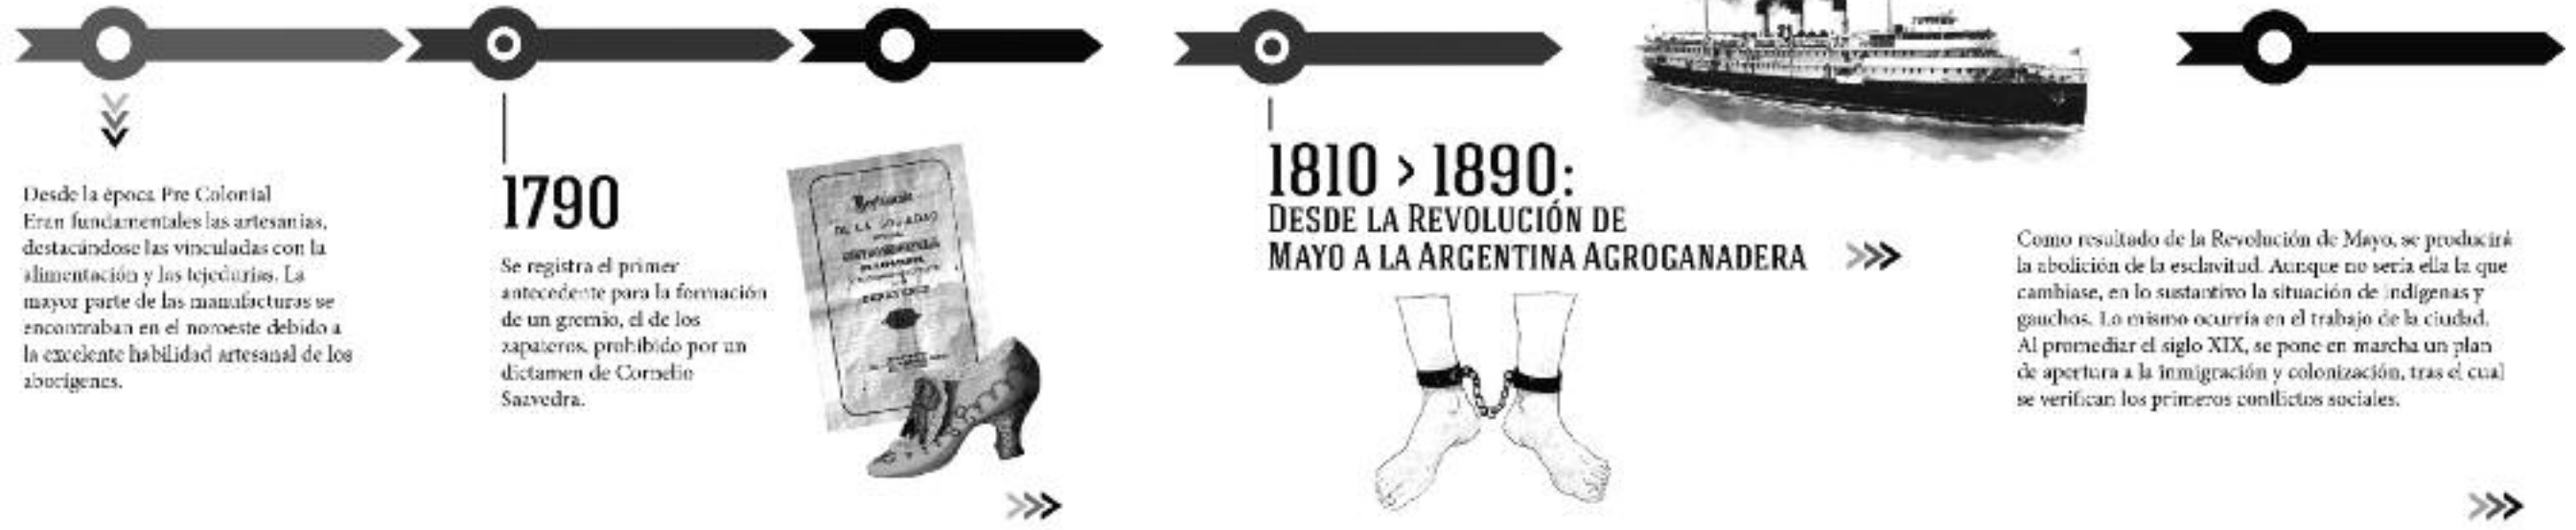 Desde la época Pre Colonial
Eran fundamentales las artesanías,
destacándose las vinculadas con la
alimentación y las tejedurías. La
mayor parte de las manufacturas se
encontraban en el noroeste debido a
la excelente habilidad artesanal de los
aborígenes.
1790
Se registra el primer
antecedente para la formación
de un gremio, el de los
zapateros, prohibido por un
dictamen de Cornelio
Saavedra.
DE LA
1810 > 1890:
DESDE LA REVOLUCIÓN DE
MAYO A LA ARGENTINA AGROGANADERA
Como resultado de la Revolución de Mayo, se producirá
la abolición de la esclavitud. Aunque no sería ella la que
cambiase, en lo sustantivo la situación de indígenas y
gauchos. Lo mismo ocurría en el trabajo de la ciudad.
Al promediar el siglo XIX, se pone en marcha un plan
de apertura a la inmigración y colonización, tras el cual
se verifican los primeros conflictos sociales.